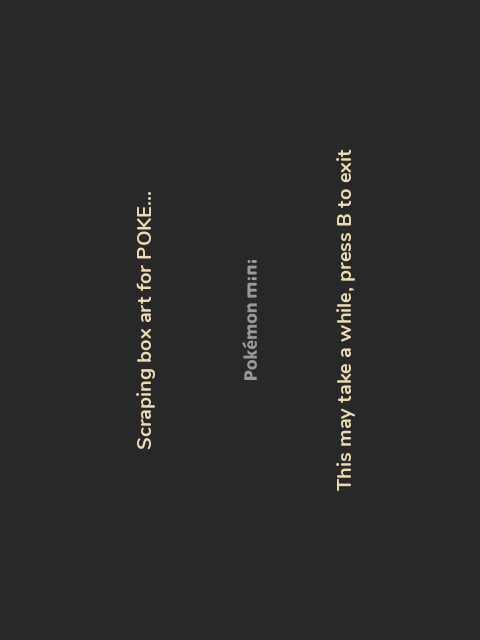 Scraping box art for POKE...
Pokémon mini
This may take a while, press B to exit